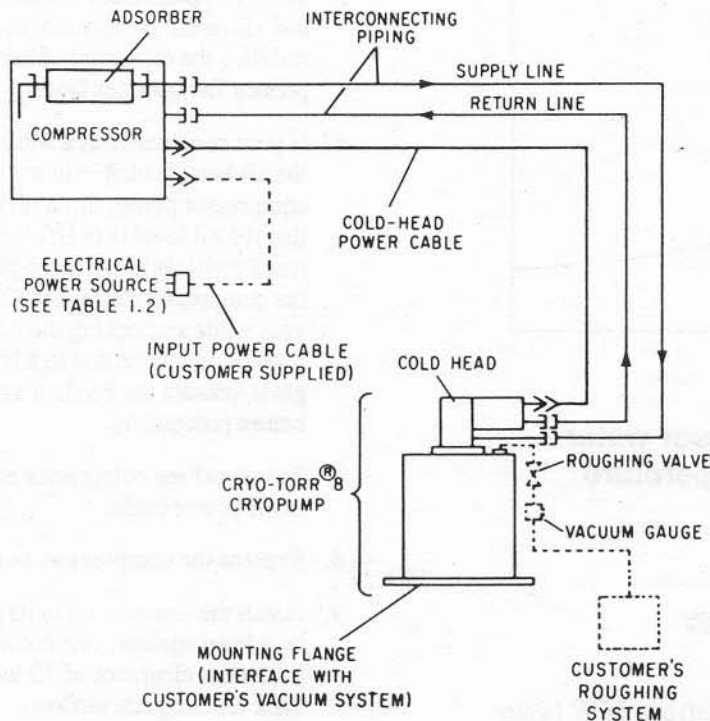 ADSORBER
INTERCONNECTING
PIPING
SUPPLY LINE
RETURN LINE
COMPRESSOR
COLD-HEAD
POWER CABLE
ELECTRICAL
POWER SOURCE
(SEE TABLE 1.2)
INPUT POWER CABLE
(CUSTOMER SUPPLIED)
COLD HEAD
CRYO-TORR® 8
CRYOPUMP
ROUGHING VALVE
VACUUM GAUGE
MOUNTING FLANGE
(INTERFACE WITH
CUSTOMER'S VACUUM SYSTEM)
CUSTOMER'S
ROUGHING
SYSTEM